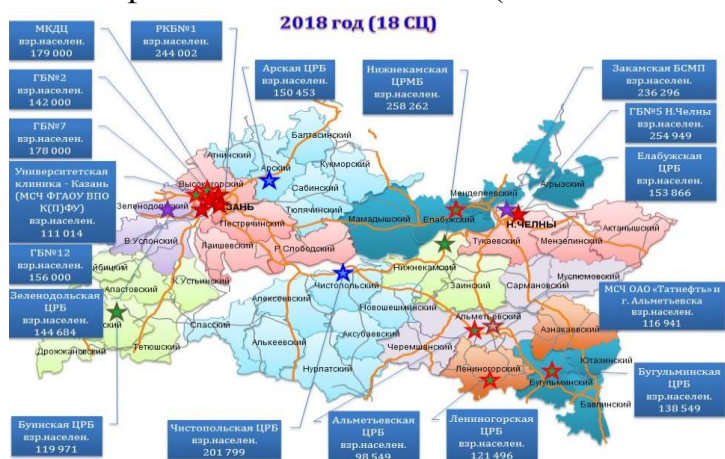 2018 год (18 СЦ)
МКДЦ
взр.населен.
179 000
РКБ№1
взр.населен.
244 002
Арская ЦРБ
взр.населен.
150 453
Нижнекамская
ЦРМБ
взр.населен.
258 262
Закамская БСМП
взр.населен.
236 296
ГБ№2
взр.населен.
142 000
ГБ№5 Н.Челны
взр.населен.
254 949
ГБ№7
взр.населен.
178 000
Елабужская
ЦРБ
взр.населен.
153 866
Университетская
клиника - Казань
(МСЧ ФГАОУ ВПО
К(П)ФУ)
взр.населен.
111 014
ГБ№12
взр.населен.
156 000
Зеленодольская
ЦРБ
взр.населен.
144 684
МСЧ ОАО «Татнефть» и
г. Альметьевска
взр.населен.
116 941
Бугульминская
ЦРБ
взр.населен.
138 549
Буинская ЦРБ
взр.населен.
119 971
Чистопольская ЦРБ
взр.населен.
201 799
Альметьевская
ЦРБ
взр.населен.
98 549
Лениногорская
ЦРБ
взр.населен.
121 496
Балтасинский
Атнинский
Арский
Кукморский
Высокогорский
Сабинский
Менделеевский
Агрызский
Зеленодольский
ЗАНЬ
Тюлячинский
Мамадышский
Елабужский
Н.ЧЕЛНЫ
Актанышский
Пестречинский
Тукаевский
Мензелинский
В.Услонский
Лаишевский
Р.Слободский
Нижнекамский
Муслюмовский
Заинский
Сармановский
Апастовский
К.Устьинский
Чистопольский
Алексеевский
Новошешминский
Альметьевский
Азнакаевский
Спасский
Аксубаевский
Черемшанский
Дрожжановский
Тетюшский
Алькеевский
Нурлатский
Лениногорский
Ютазинский
Бугульминский
Бавлинский